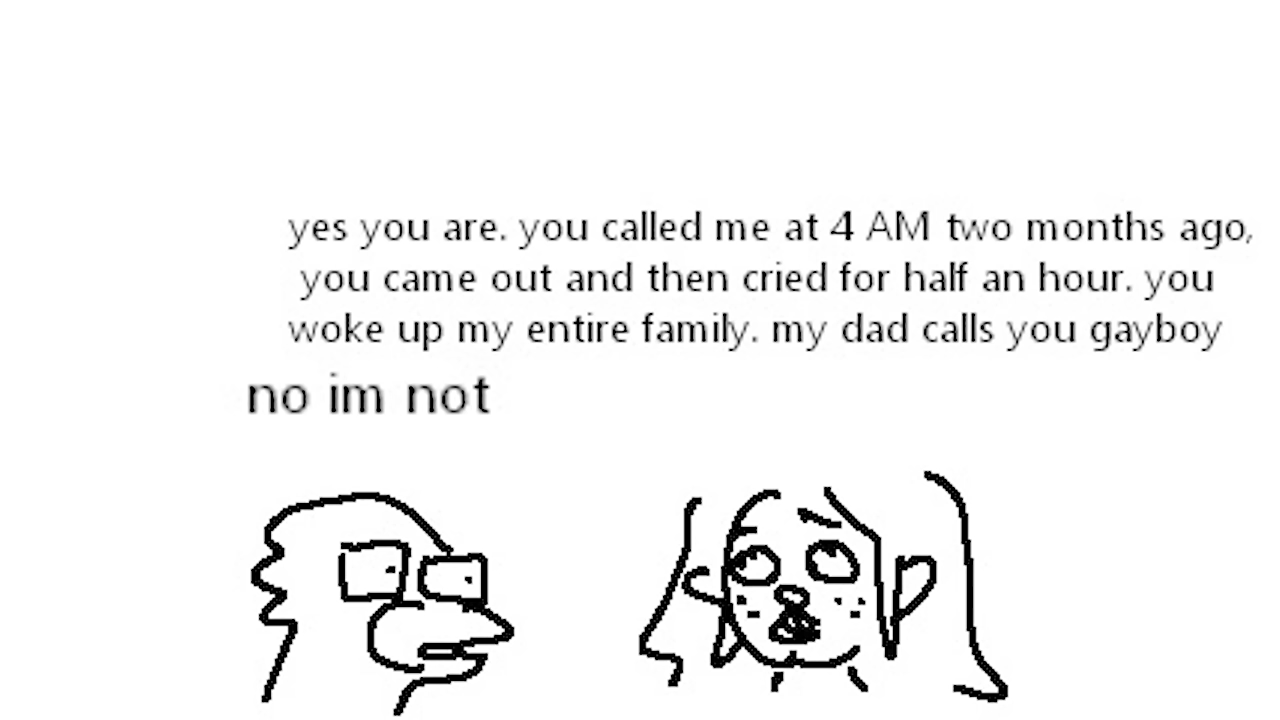 yes you are. you called me at 4 AM two months ago,
you came out and then cried for half an hour. you
woke up my entire family. my dad calls you gayboy
no im not